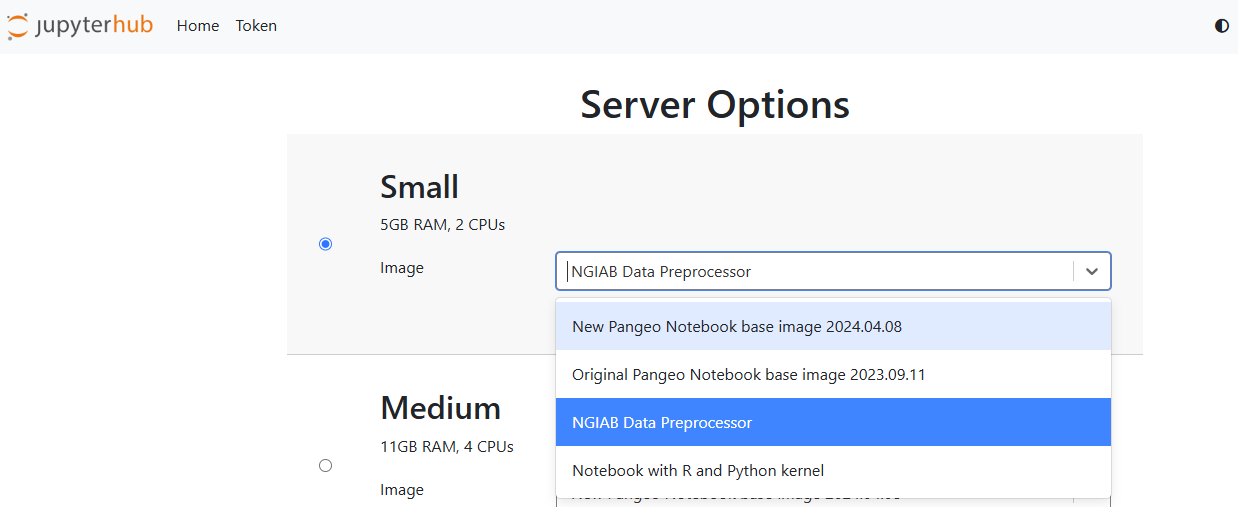 jupyterhub Home Token
Server Options
Small
5GB RAM, 2 CPUs
Image
NGIAB Data Preprocessor
New Pangeo Notebook base image 2024.04.08
Original Pangeo Notebook base image 2023.09.11
NGIAB Data Preprocessor
Notebook with R and Python kernel
Medium
11GB RAM, 4 CPUs
Image